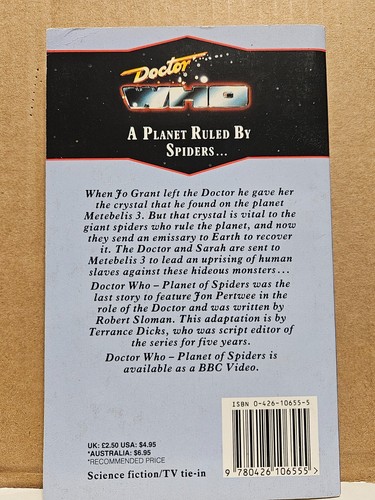 Doctor
WHO
A PLANET RULED BY
SPIDERS...
When Jo Grant left the Doctor he gave her
the crystal that he found on the planet
Metebelis 3. But that crystal is vital to the
giant spiders who rule the planet, and now
they send an emissary to Earth to recover
it. The Doctor and Sarah are sent to
Metebelis 3 to lead an uprising of human
slaves against these hideous monsters...
Doctor Who – Planet of Spiders was the
last story to feature Jon Pertwee in the
role of the Doctor and was written by
Robert Sloman. This adaptation is by
Terrance Dicks, who was script editor of
the series for five years.
Doctor Who – Planet of Spiders is
available as a BBC Video.
ISBN 0-426-10655-5
UK: £2.50 USA: $4.95
*AUSTRALIA: $6.95
*RECOMMENDED PRICE
Science fiction/TV tie-in
9 780426 106555 >